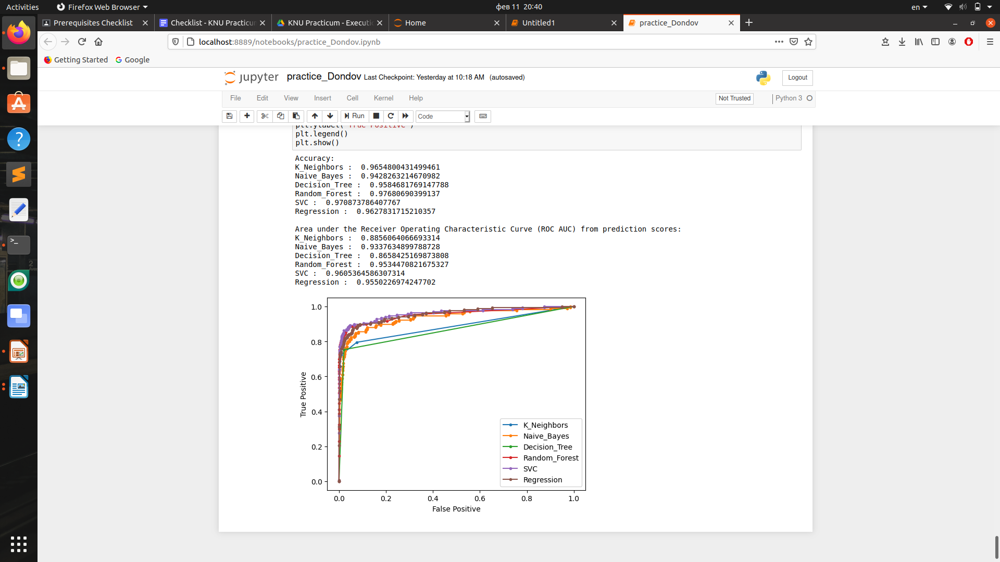 Activities
Firefox Web Browser
фев 11 20:40
en
Prerequisites Checklist
Checklist - KNU Practicum
KNU Practicum - Executi
Home
Untitled1
practice_Dondov
localhost:8889/notebooks/practice_Dondov.ipynb
Getting Started
Google
jupyter
practice_Dondov
Last Checkpoint: Yesterday at 10:18 AM (autosaved)
Logout
File
Edit
View
Insert
Cell
Kernel
Help
Not Trusted
Python 3
Run
Code
plt.ylabel("True Positive")
plt.legend()
plt.show()
Accuracy:
K_Neighbors :  0.9654800431499461
Naive_Bayes :  0.9428263214670982
Decision_Tree :  0.9584681769147788
Random_Forest :  0.97680690399137
SVC :  0.970873786407767
Regression :  0.9627831715210357
Area under the Receiver Operating Characteristic Curve (ROC AUC) from prediction scores:
K_Neighbors :  0.8856064066693314
Naive_Bayes :  0.9337634899788728
Decision_Tree :  0.8658425169873808
Random_Forest :  0.9534470821675327
SVC :  0.9605364586307314
Regression :  0.9550226974247702
1.0
0.8
0.6
0.4
0.2
0.0
True Positive
K_Neighbors
Naive_Bayes
Decision_Tree
Random_Forest
SVC
Regression
0.0
0.2
0.4
0.6
0.8
1.0
False Positive